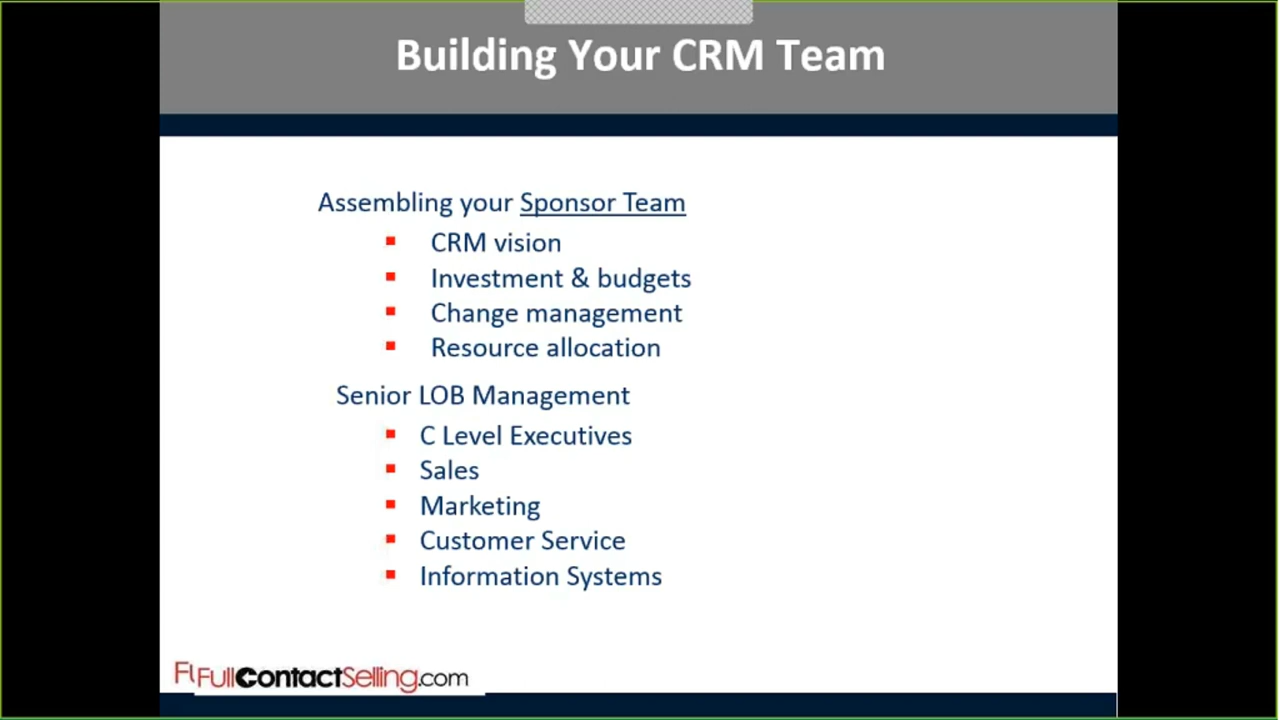 Building Your CRM Team
Assembling your Sponsor Team
CRM vision
Investment & budgets
Change management
Resource allocation
Senior LOB Management
C Level Executives
Sales
Marketing
Customer Service
Information Systems
FullContactSelling.com